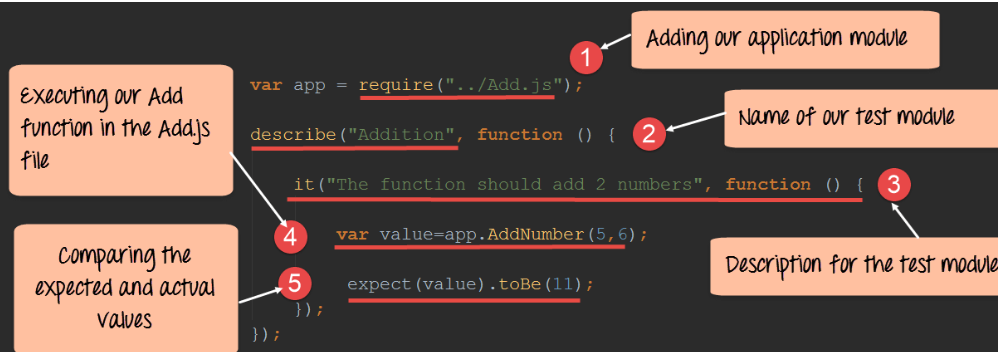 Adding our application module
1
var app = require("../Add.js");
Executing our Add
function in the Add.js
file
Name of our test module
describe("Addition", function () {
2
it("The function should add 2 numbers", function () {
3
4
var value=app.AddNumber(5,6);
Comparing the
expected and actual
values
Description for the test module
5
expect(value).toBe(11);
});
});